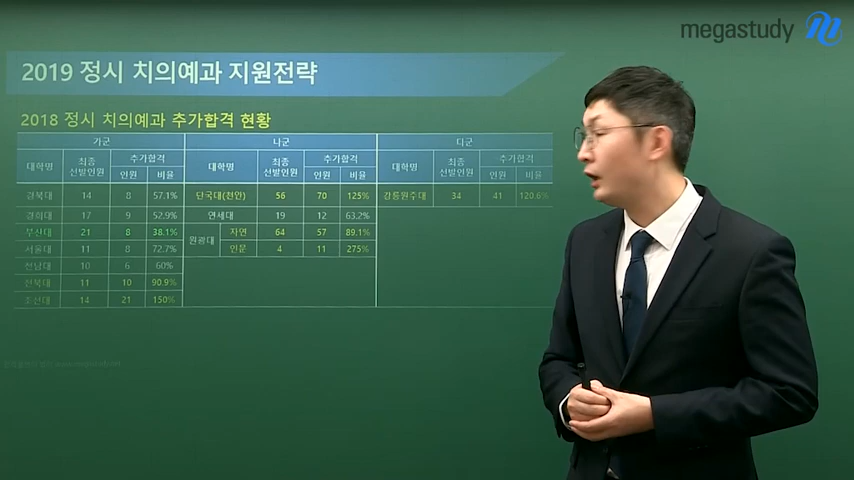 megastudy
2019 정시 치의예과 지원전략
2018 정시 치의예과 추가합격 현황
가군 나군 다군
대학명 최종 선발인원 추가합격 대학명 최종 선발인원 추가합격 대학명 최종 선발인원 추가합격
인원 비율 인원 비율 인원 비율
경북대 14 8 57.1% 단국대(천안) 56 70 125% 강릉원주대 34 41 120.6%
경희대 17 9 52.9% 연세대 19 12 63.2%
부산대 21 8 38.1% 원광대 자연 64 57 89.1%
서울대 11 8 72.7% 인문 4 11 275%
전남대 10 6 60%
전북대 11 10 90.9%
조선대 14 21 150%